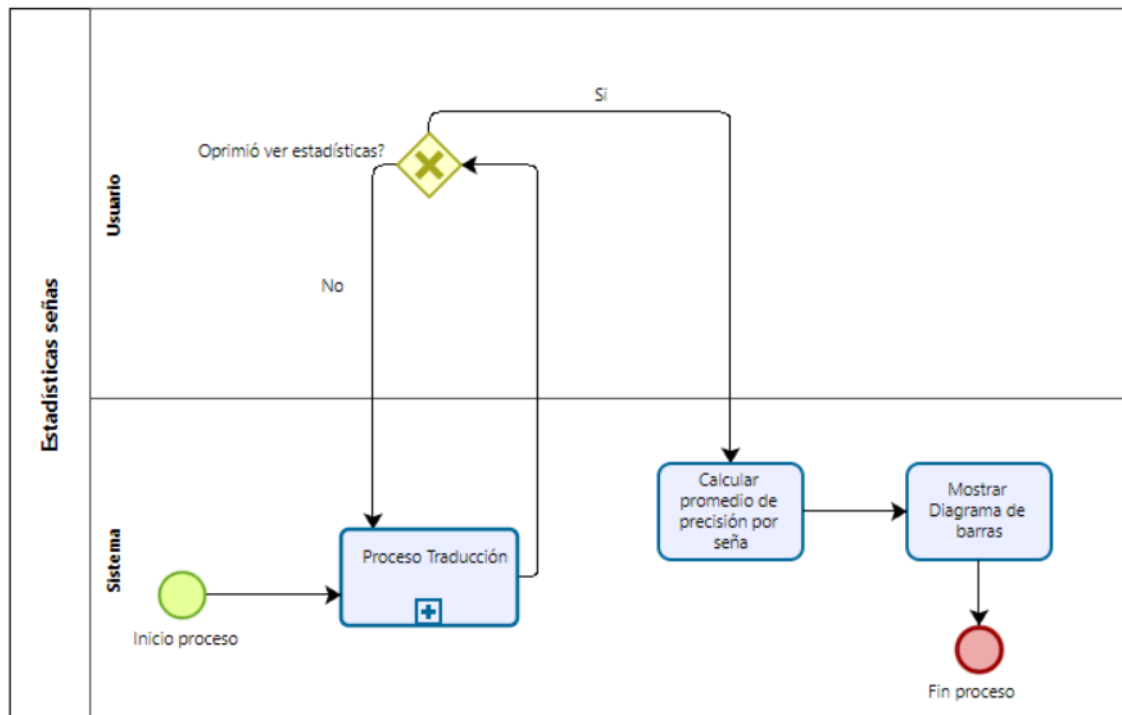 Estadísticas señas
Usuario
Si
Oprimió ver estadísticas?
No
Sistema
Inicio proceso
Proceso Traducción
Calcular
promedio de
precisión por
seña
Mostrar
Diagrama de
barras
Fin proceso